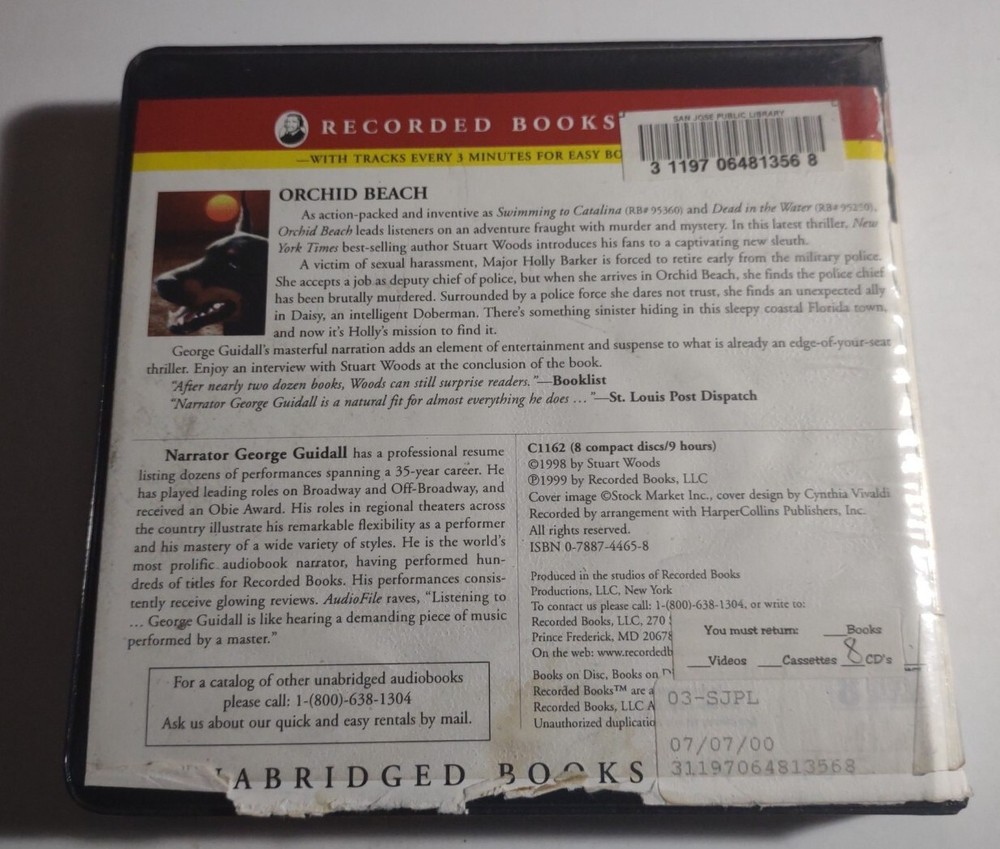 RECORDED BOOKS
SAN JOSE PUBLIC LIBRARY
3 1197 06481356 8
—WITH TRACKS EVERY 3 MINUTES FOR EASY BO
ORCHID BEACH
As action-packed and inventive as Swimming to Catalina (RB# 95360) and Dead in the Water (RB# 95250),
Orchid Beach leads listeners on an adventure fraught with murder and mystery. In this latest thriller, New
York Times best-selling author Stuart Woods introduces his fans to a captivating new sleuth.
A victim of sexual harassment, Major Holly Barker is forced to retire early from the military police.
She accepts a job as deputy chief of police, but when she arrives in Orchid Beach, she finds the police chief
has been brutally murdered. Surrounded by a police force she dares not trust, she finds an unexpected ally
in Daisy, an intelligent Doberman. There's something sinister hiding in this sleepy coastal Florida town,
and now it's Holly's mission to find it.
George Guidall's masterful narration adds an element of entertainment and suspense to what is already an edge-of-your-seat
thriller. Enjoy an interview with Stuart Woods at the conclusion of the book.
"After nearly two dozen books, Woods can still surprise readers."—Booklist
"Narrator George Guidall is a natural fit for almost everything he does ... "—St. Louis Post Dispatch
Narrator George Guidall has a professional resume
listing dozens of performances spanning a 35-year career. He
has played leading roles on Broadway and Off-Broadway, and
received an Obie Award. His roles in regional theaters across
the country illustrate his remarkable flexibility as a performer
and his mastery of a wide variety of styles. He is the world's
most prolific audiobook narrator, having performed hun-
dreds of titles for Recorded Books. His performances consis-
tently receive glowing reviews. AudioFile raves, "Listening to
... George Guidall is like hearing a demanding piece of music
performed by a master."
For a catalog of other unabridged audiobooks
please call: 1-(800)-638-1304
Ask us about our quick and easy rentals by mail.
C1162 (8 compact discs/9 hours)
©1998 by Stuart Woods
℗1999 by Recorded Books, LLC
Cover image ©Stock Market Inc., cover design by Cynthia Vivaldi
Recorded by arrangement with HarperCollins Publishers, Inc.
All rights reserved.
ISBN 0-7887-4465-8
Produced in the studios of Recorded Books
Productions, LLC, New York
To contact us please call: 1-(800)-638-1304, or write to:
Recorded Books, LLC, 270
Prince Frederick, MD 20678
On the web: www.recordedb
Books on Disc, Books on
Recorded Books™ are a
Recorded Books, LLC A
Unauthorized duplicatio
You must return: ___Books
___Videos ___Cassettes 8 CD's
03-SJPL
07/07/00
31197064813568
ABRIDGED BOOKS